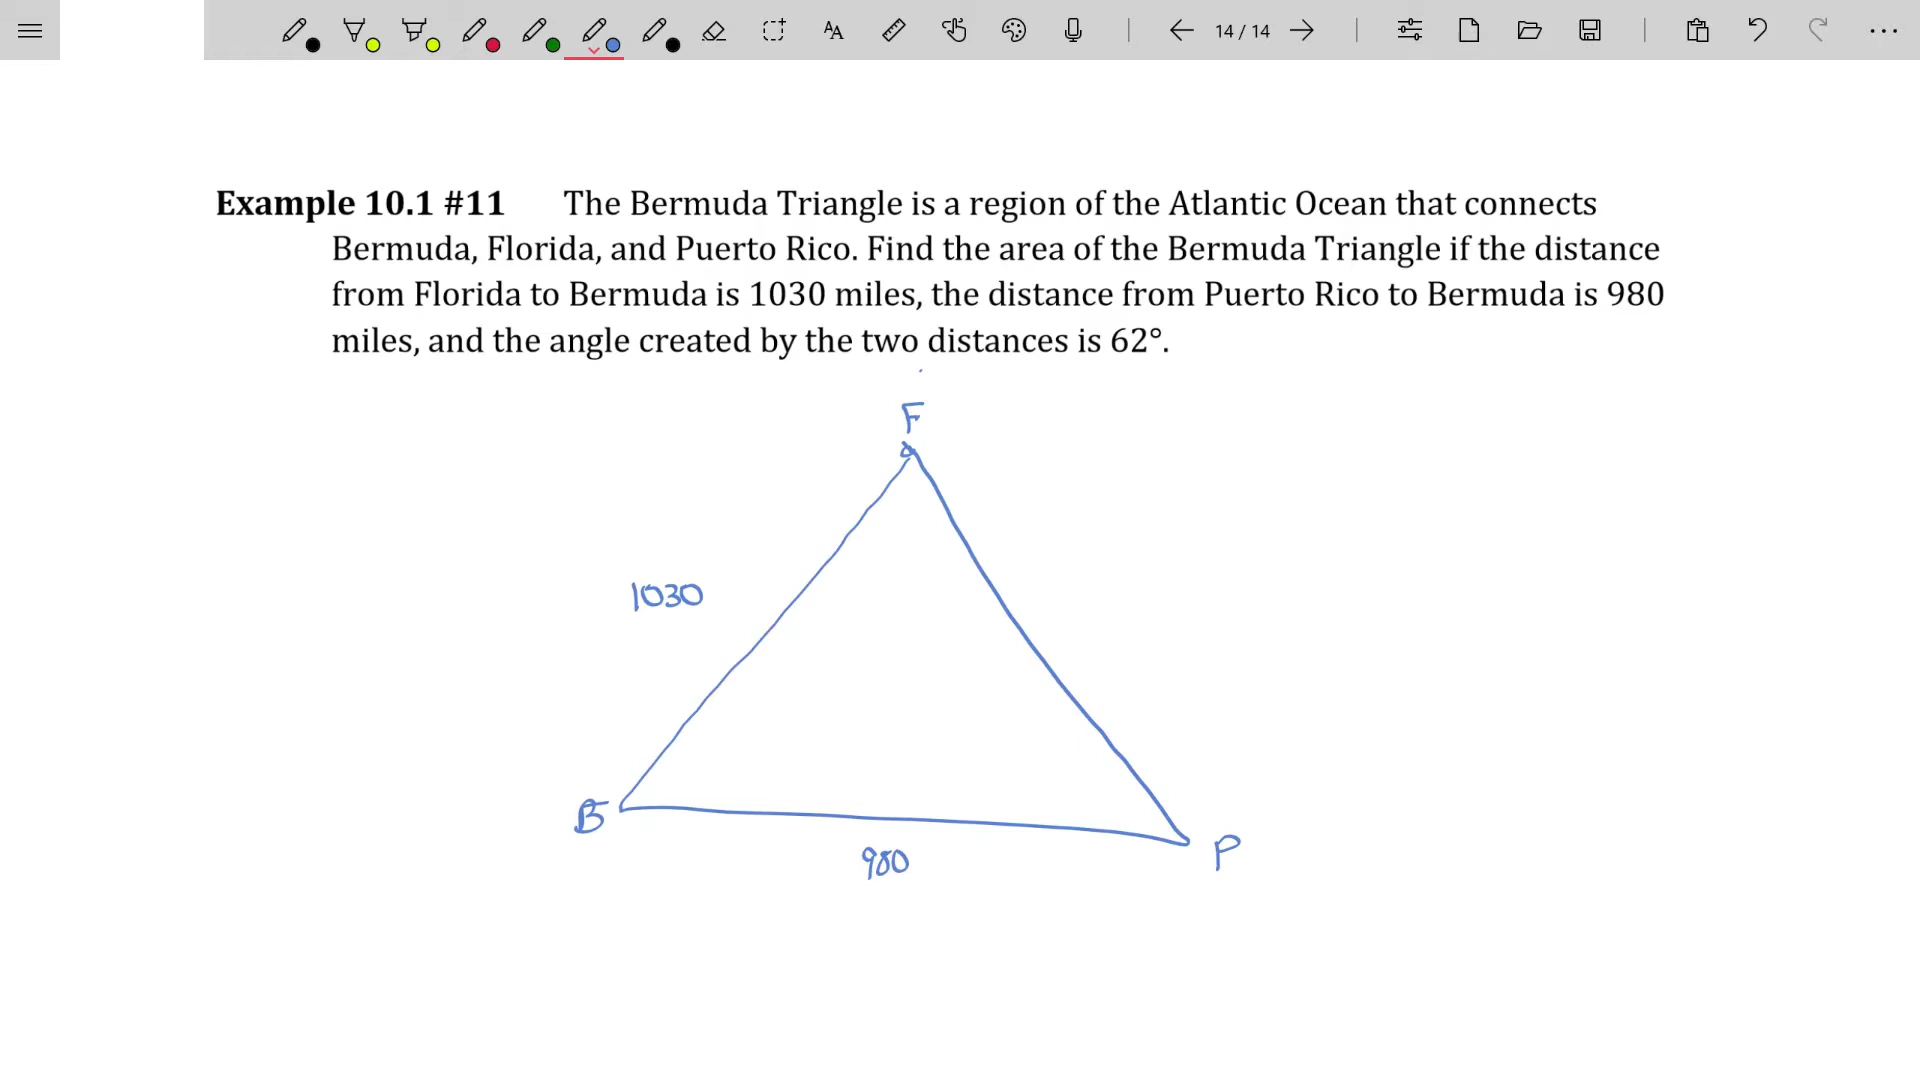 14 / 14
Example 10.1 #11 The Bermuda Triangle is a region of the Atlantic Ocean that connects
Bermuda, Florida, and Puerto Rico. Find the area of the Bermuda Triangle if the distance
from Florida to Bermuda is 1030 miles, the distance from Puerto Rico to Bermuda is 980
miles, and the angle created by the two distances is 62°.
F
1030
B
980
P